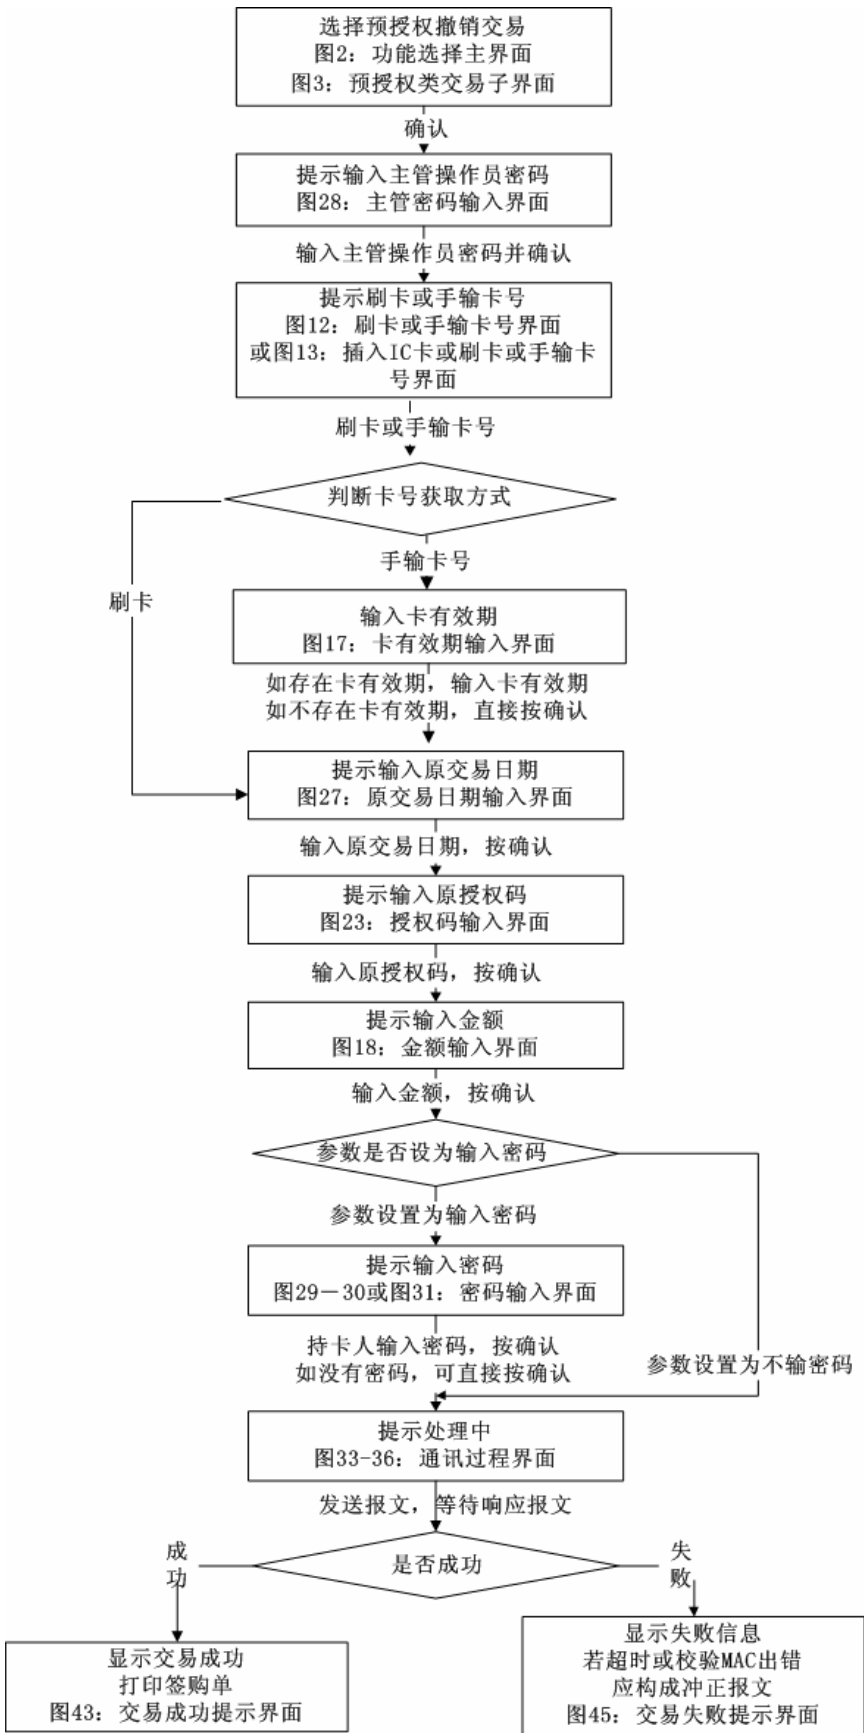 选择预授权撤销交易
图2：功能选择主界面
图3：预授权类交易子界面
确认
提示输入主管操作员密码
图28：主管密码输入界面
输入主管操作员密码并确认
提示刷卡或手输卡号
图12：刷卡或手输卡号界面
或图13：插入IC卡或刷卡或手输卡
号界面
刷卡或手输卡号
判断卡号获取方式
手输卡号
刷卡
输入卡有效期
图17：卡有效期输入界面
如存在卡有效期，输入卡有效期
如不存在卡有效期，直接按确认
提示输入原交易日期
图27：原交易日期输入界面
输入原交易日期，按确认
提示输入原授权码
图23：授权码输入界面
输入原授权码，按确认
提示输入金额
图18：金额输入界面
输入金额，按确认
参数是否设为输入密码
参数设置为输入密码
提示输入密码
图29－30或图31：密码输入界面
持卡人输入密码，按确认
如没有密码，可直接按确认
参数设置为不输密码
提示处理中
图33-36：通讯过程界面
发送报文，等待响应报文
是否成功
成
功
失
败
显示交易成功
打印签购单
图43：交易成功提示界面
显示失败信息
若超时或校验MAC出错
应构成冲正报文
图45：交易失败提示界面